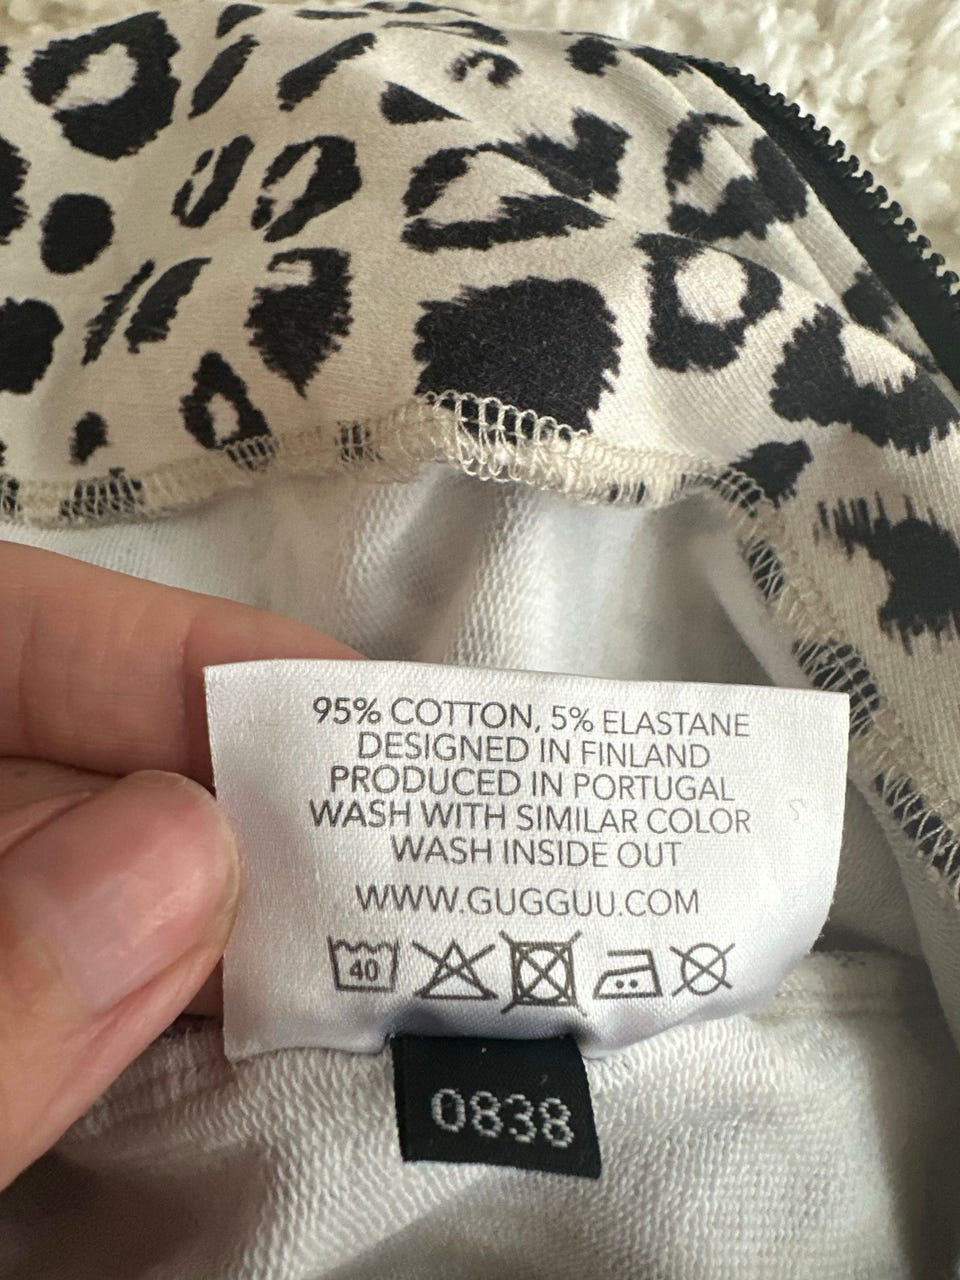 95% COTTON, 5% ELASTANE
DESIGNED IN FINLAND
PRODUCED IN PORTUGAL
WASH WITH SIMILAR COLOR
WASH INSIDE OUT
WWW.GUGGUU.COM
40
0838